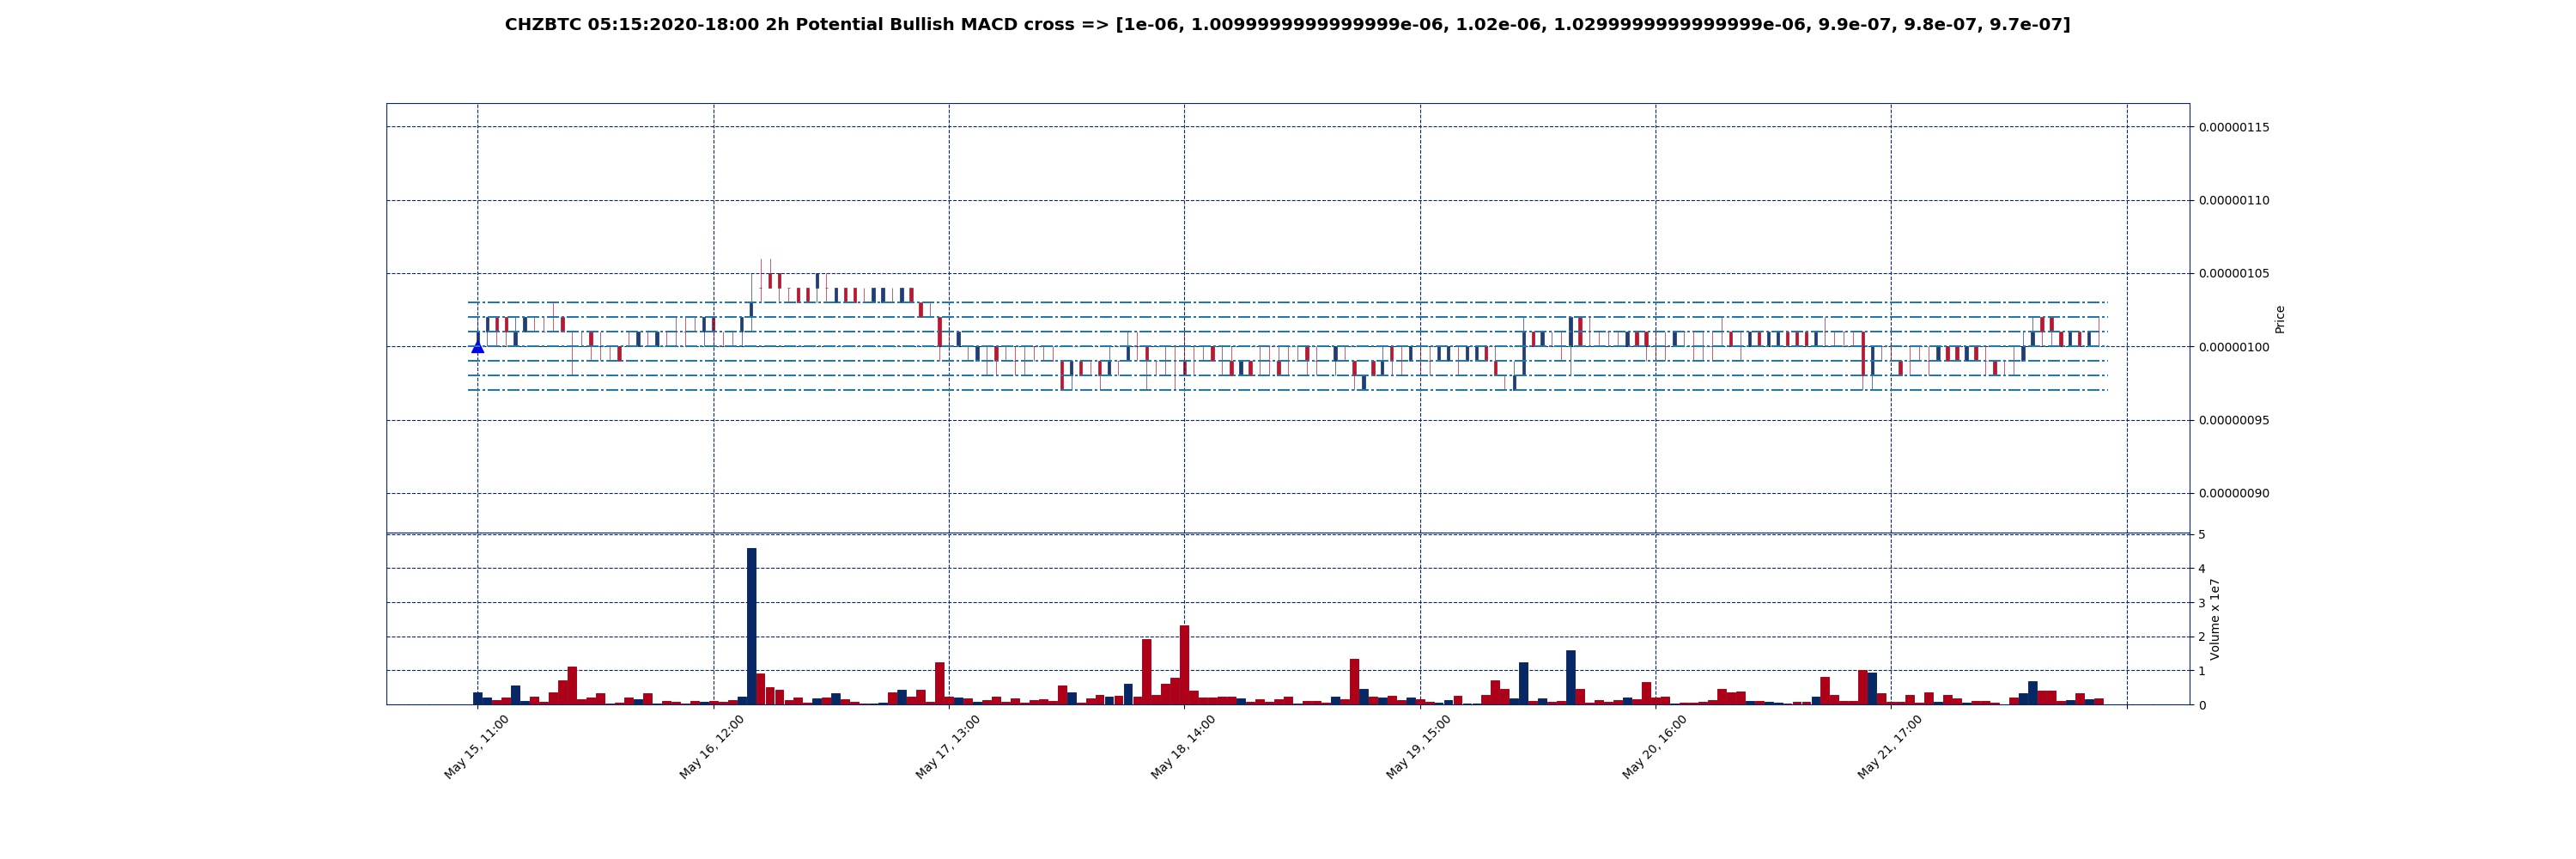 CHZBTC 05:15:2020-18:00 2h Potential Bullish MACD cross => [1e-06, 1.0099999999999999e-06, 1.02e-06, 1.0299999999999999e-06, 9.9e-07, 9.8e-07, 9.7e-07]
0.00000115
0.00000110
0.00000105
0.00000100
0.00000095
0.00000090
Price
5
4
3
2
1
0
Volume x 1e7
May 15, 11:00
May 16, 12:00
May 17, 13:00
May 18, 14:00
May 19, 15:00
May 20, 16:00
May 21, 17:00